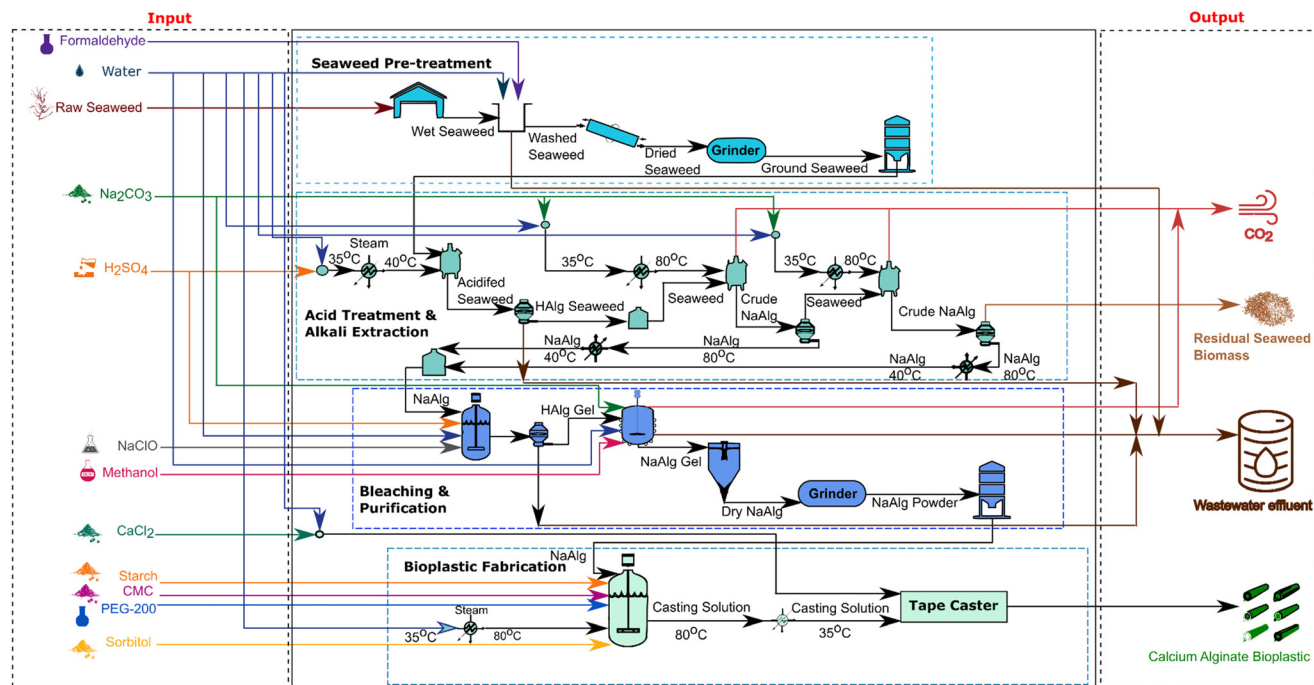 Input
Output
Formaldehyde
Water
Raw Seaweed
Na2CO3
H2SO4
NaClO
Methanol
CaCl2
Starch
CMC
PEG-200
Sorbitol
Seaweed Pre-treatment
Wet Seaweed
Washed
Seaweed
Dried
Seaweed
Grinder
Ground Seaweed
Steam
35°C
40°C
Acidifed
Seaweed
HAlg Seaweed
35°C
80°C
Seaweed
Crude
NaAlg
35°C
80°C
Seaweed
Crude NaAlg
Acid Treatment &
Alkali Extraction
NaAlg
40°C
NaAlg
80°C
NaAlg
40°C
NaAlg
80°C
NaAlg
HAlg Gel
NaAlg Gel
Dry NaAlg
Grinder
NaAlg Powder
Bleaching &
Purification
NaAlg
Bioplastic Fabrication
Steam
35°C
80°C
Casting Solution
80°C
Casting Solution
35°C
Tape Caster
CO2
Residual Seaweed
Biomass
Wastewater effluent
Calcium Alginate Bioplastic